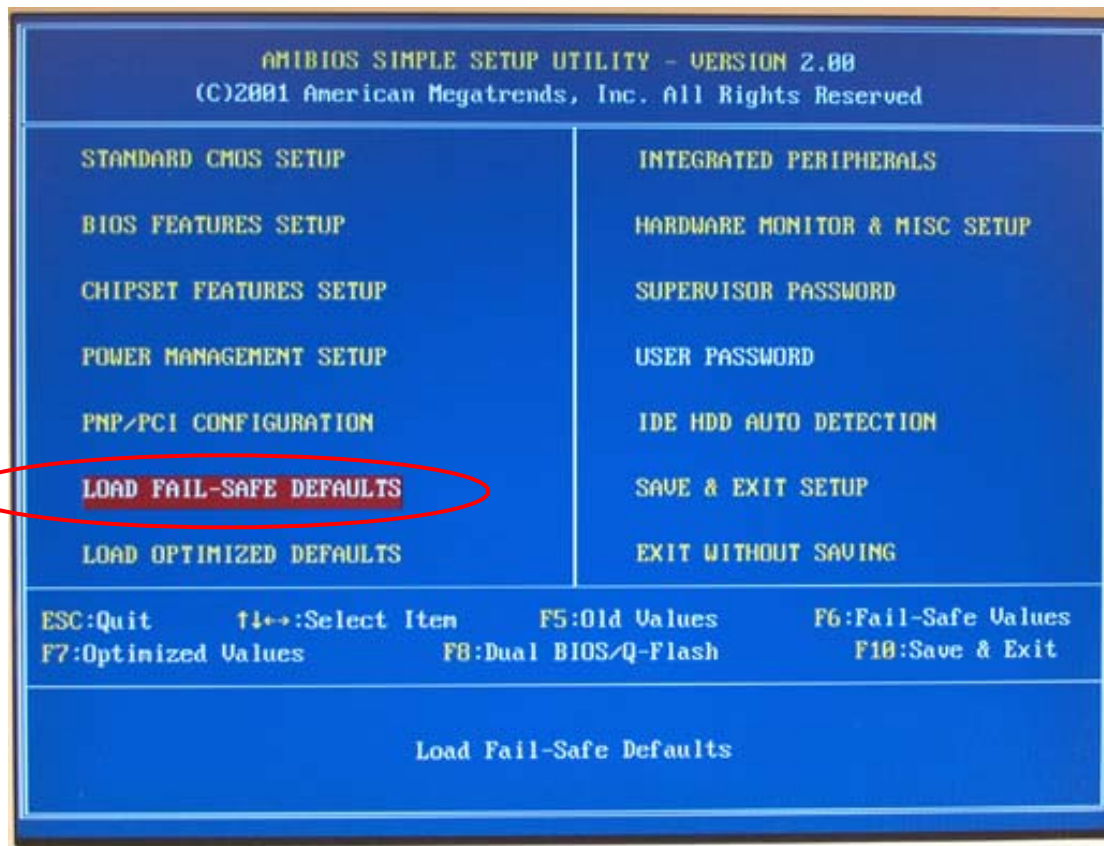 AMIBIOS SIMPLE SETUP UTILITY - VERSION 2.00
(C)2001 American Megatrends, Inc. All Rights Reserved
STANDARD CMOS SETUP
BIOS FEATURES SETUP
CHIPSET FEATURES SETUP
POWER MANAGEMENT SETUP
PNP/PCI CONFIGURATION
LOAD FAIL-SAFE DEFAULTS
LOAD OPTIMIZED DEFAULTS
INTEGRATED PERIPHERALS
HARDWARE MONITOR & MISC SETUP
SUPERVISOR PASSWORD
USER PASSWORD
IDE HDD AUTO DETECTION
SAVE & EXIT SETUP
EXIT WITHOUT SAVING
ESC:Quit ↑↓←→:Select Item F5:Old Values F6:Fail-Safe Values
F7:Optimized Values F8:Dual BIOS/Q-Flash F10:Save & Exit
Load Fail-Safe Defaults